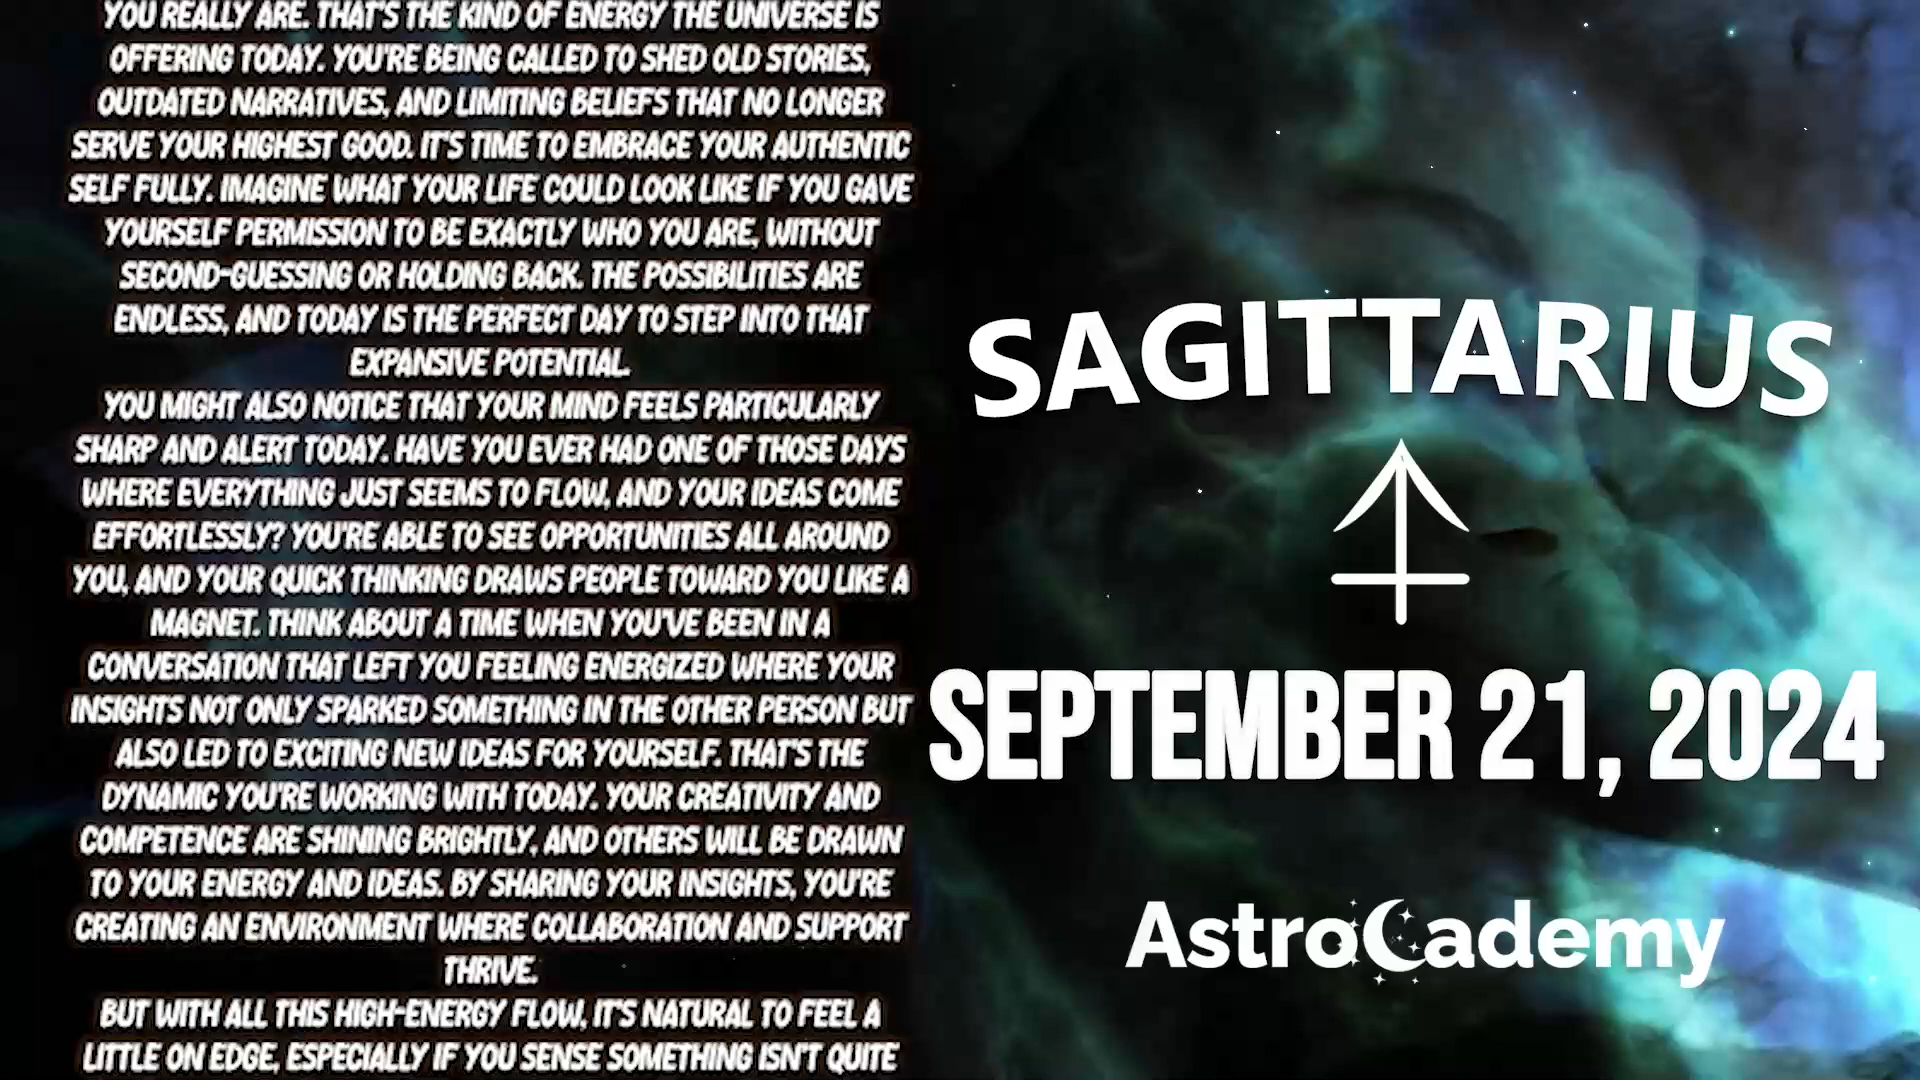 YOU REALLY ARE. THAT'S THE KIND OF ENERGY THE UNIVERSE IS
OFFERING TODAY. YOU'RE BEING CALLED TO SHED OLD STORIES,
OUTDATED NARRATIVES, AND LIMITING BELIEFS THAT NO LONGER
SERVE YOUR HIGHEST GOOD. IT'S TIME TO EMBRACE YOUR AUTHENTIC
SELF FULLY. IMAGINE WHAT YOUR LIFE COULD LOOK LIKE IF YOU GAVE
YOURSELF PERMISSION TO BE EXACTLY WHO YOU ARE, WITHOUT
SECOND-GUESSING OR HOLDING BACK. THE POSSIBILITIES ARE
ENDLESS, AND TODAY IS THE PERFECT DAY TO STEP INTO THAT
EXPANSIVE POTENTIAL.
YOU MIGHT ALSO NOTICE THAT YOUR MIND FEELS PARTICULARLY
SHARP AND ALERT TODAY. HAVE YOU EVER HAD ONE OF THOSE DAYS
WHERE EVERYTHING JUST SEEMS TO FLOW, AND YOUR IDEAS COME
EFFORTLESSLY? YOU'RE ABLE TO SEE OPPORTUNITIES ALL AROUND
YOU, AND YOUR QUICK THINKING DRAWS PEOPLE TOWARD YOU LIKE A
MAGNET. THINK ABOUT A TIME WHEN YOU'VE BEEN IN A
CONVERSATION THAT LEFT YOU FEELING ENERGIZED WHERE YOUR
INSIGHTS NOT ONLY SPARKED SOMETHING IN THE OTHER PERSON BUT
ALSO LED TO EXCITING NEW IDEAS FOR YOURSELF. THAT'S THE
DYNAMIC YOU'RE WORKING WITH TODAY. YOUR CREATIVITY AND
COMPETENCE ARE SHINING BRIGHTLY, AND OTHERS WILL BE DRAWN
TO YOUR ENERGY AND IDEAS. BY SHARING YOUR INSIGHTS, YOU'RE
CREATING AN ENVIRONMENT WHERE COLLABORATION AND SUPPORT
THRIVE.
BUT WITH ALL THIS HIGH-ENERGY FLOW, IT'S NATURAL TO FEEL A
LITTLE ON EDGE, ESPECIALLY IF YOU SENSE SOMETHING ISN'T QUITE
SAGITTARIUS
SEPTEMBER 21, 2024
AstroCademy